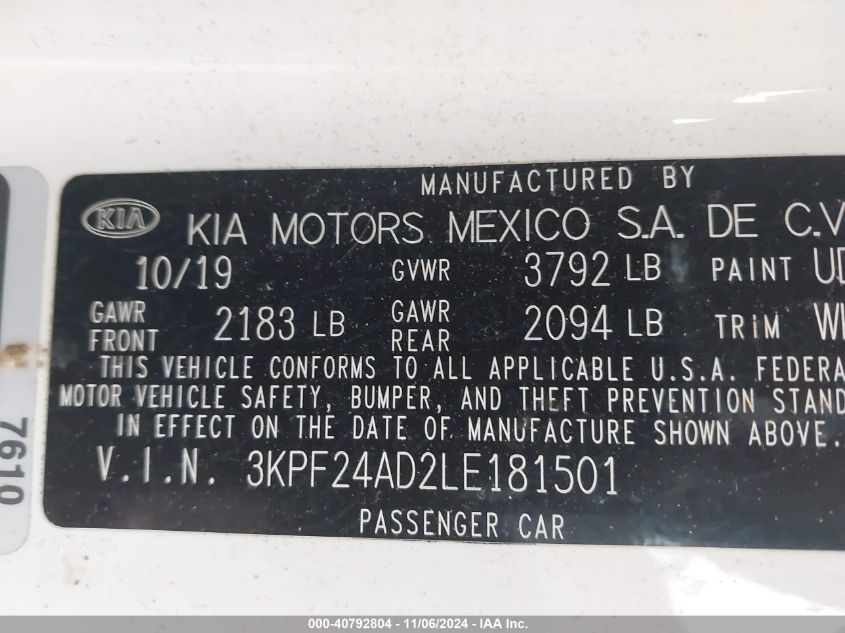 MANUFACTURED BY
KIA KIA MOTORS MEXICO S.A. DE C.V
10/19 GVWR 3792 LB PAINT UD
GAWR FRONT 2183 LB GAWR REAR 2094 LB TRIM
THIS VEHICLE CONFORMS TO ALL APPLICABLE U.S.A. FEDERA
MOTOR VEHICLE SAFETY, BUMPER, AND THEFT PREVENTION STAND
IN EFFECT ON THE DATE OF MANUFACTURE SHOWN ABOVE.
V.I.N. 3KPF24AD2LE181501
PASSENGER CAR
7610
000-40792804 - 11/06/2024 - IAA Inc.